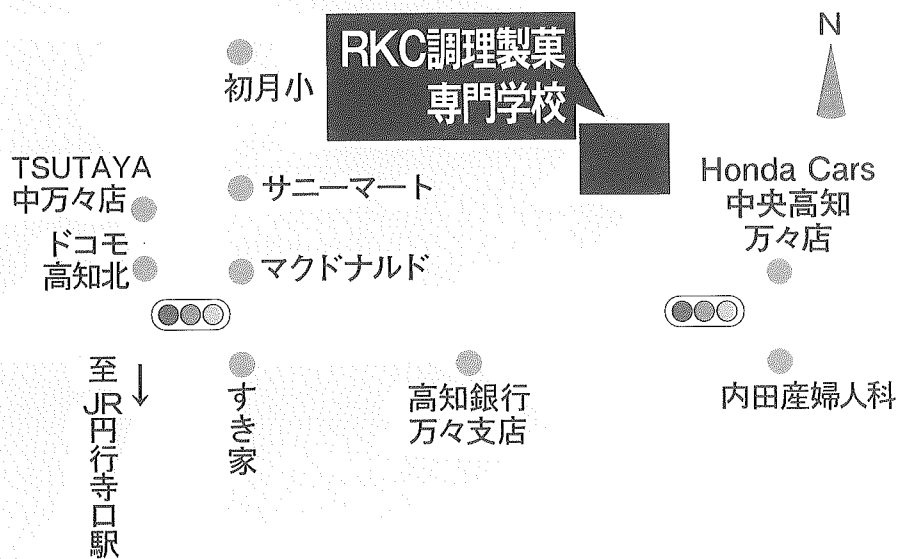 RKC調理製菓
専門学校
N
初月小
TSUTAYA
中万々店
サニーマート
Honda Cars
中央高知
万々店
ドコモ
高知北
マクドナルド
至JR円行寺口駅
すき家
高知銀行
万々支店
内田産婦人科